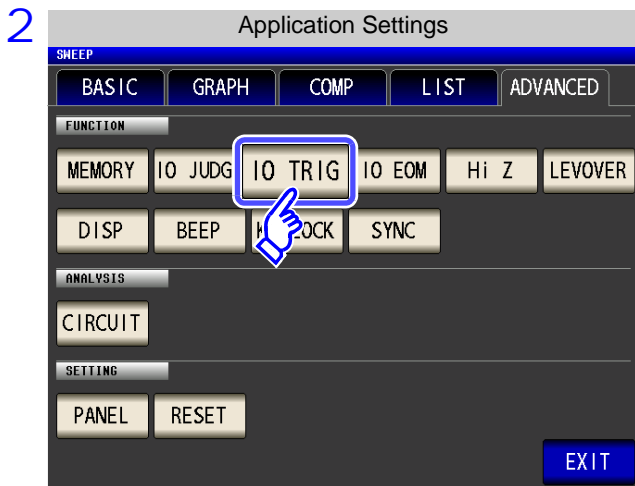 2
Application Settings
SWEEP
BASIC GRAPH COMP LIST ADVANCED
FUNCTION
MEMORY IO JUDG IO TRIG IO EOM Hi Z LEVOVER
DISP BEEP SYNC
ANALYSIS
CIRCUIT
SETTING
PANEL RESET
EXIT